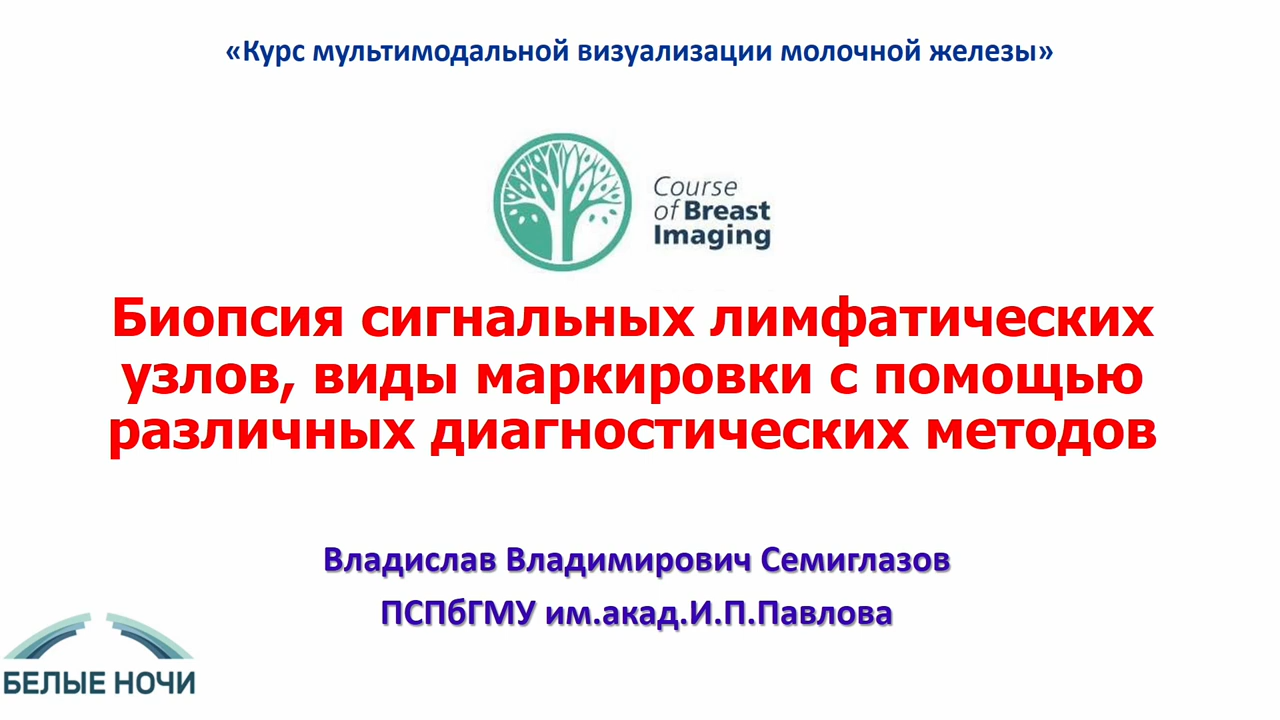 «Курс мультимодальной визуализации молочной железы»
Course
of Breast
Imaging
Биопсия сигнальных лимфатических
узлов, виды маркировки с помощью
различных диагностических методов
Владислав Владимирович Семиглазов
ПСПбГМУ им.акад.И.П.Павлова
БЕЛЫЕ НОЧИ